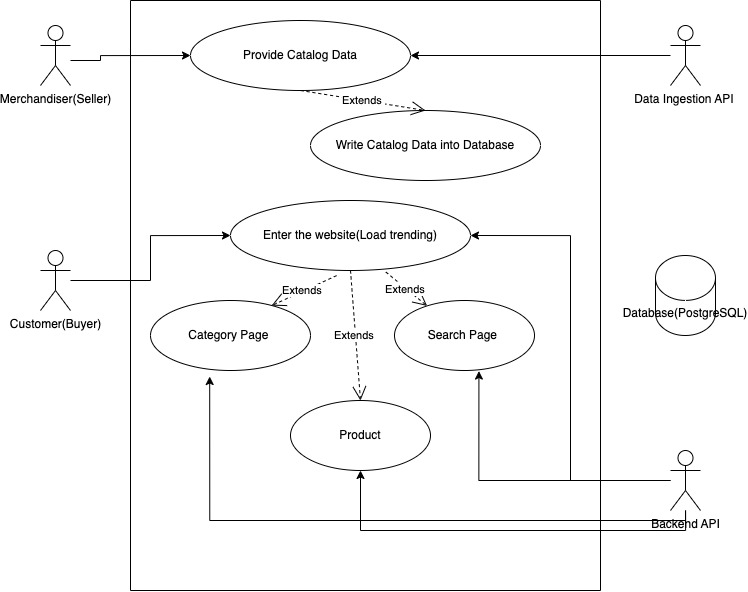 Provide Catalog Data
Merchandiser(Seller)
Data Ingestion API
Extends
Write Catalog Data into Database
Enter the website(Load trending)
Customer(Buyer)
Database(PostgreSQL)
Extends
Extends
Extends
Category Page
Search Page
Product
Backend API